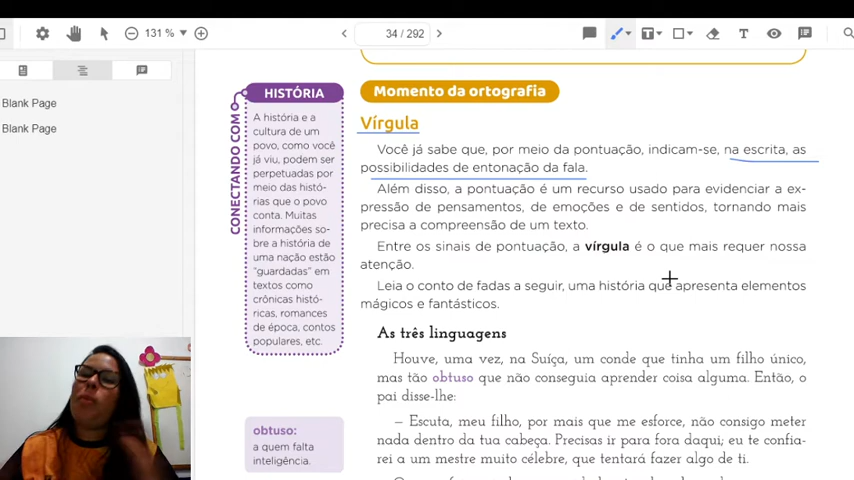 131 %
34 / 292
Blank Page
Blank Page
CONECTANDO COM
HISTÓRIA
A história e a
cultura de um
povo, como você
já viu, podem ser
perpetuadas por
meio das histó-
rias que o povo
conta. Muitas
informações so-
bre a história de
uma nação estão
"guardadas" em
textos como
crônicas histó-
ricas, romances
de época, contos
populares, etc.
Momento da ortografia
Vírgula
Você já sabe que, por meio da pontuação, indicam-se, na escrita, as
possibilidades de entonação da fala.
Além disso, a pontuação é um recurso usado para evidenciar a ex-
pressão de pensamentos, de emoções e de sentidos, tornando mais
precisa a compreensão de um texto.
Entre os sinais de pontuação, a vírgula é o que mais requer nossa
atenção.
Leia o conto de fadas a seguir, uma história que apresenta elementos
mágicos e fantásticos.
As três linguagens
Houve, uma vez, na Suíça, um conde que tinha um filho único,
mas tão obtuso que não conseguia aprender coisa alguma. Então, o
pai disse-lhe:
– Escuta, meu filho, por mais que me esforce, não consigo meter
nada dentro da tua cabeça. Precisas ir para fora daqui; eu te confia-
rei a um mestre muito célebre, que tentará fazer algo de ti.
obtuso:
a quem falta
inteligência.